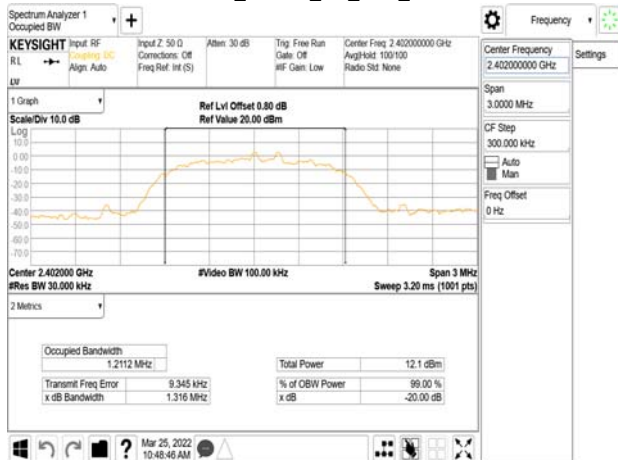 Spectrum Analyzer 1
Occupied BW
Frequency
KEYSIGHT
Input: RF
Coupling: DC
Align: Auto
Input Z: 50 Ω
Corrections: Off
Freq Ref: Int (S)
Atten: 30 dB
Trig: Free Run
Gate: Off
#IF Gain: Low
Center Freq: 2.402000000 GHz
Avg|Hold: 100/100
Radio Std: None
RL
Center Frequency
2.402000000 GHz
Settings
Span
3.0000 MHz
CF Step
300.000 kHz
Auto
Man
Freq Offset
0 Hz
1 Graph
Scale/Div 10.0 dB
Ref Lvl Offset 0.80 dB
Ref Value 20.00 dBm
Log
10.0
0.00
-10.0
-20.0
-30.0
-40.0
-50.0
-60.0
-70.0
Center 2.402000 GHz
#Video BW 100.00 kHz
Span 3 MHz
#Res BW 30.000 kHz
Sweep 3.20 ms (1001 pts)
2 Metrics
Occupied Bandwidth
1.2112 MHz
Total Power 12.1 dBm
Transmit Freq Error 9.345 kHz
% of OBW Power 99.00 %
x dB Bandwidth 1.316 MHz
x dB -20.00 dB
Mar 25, 2022
10:48:46 AM